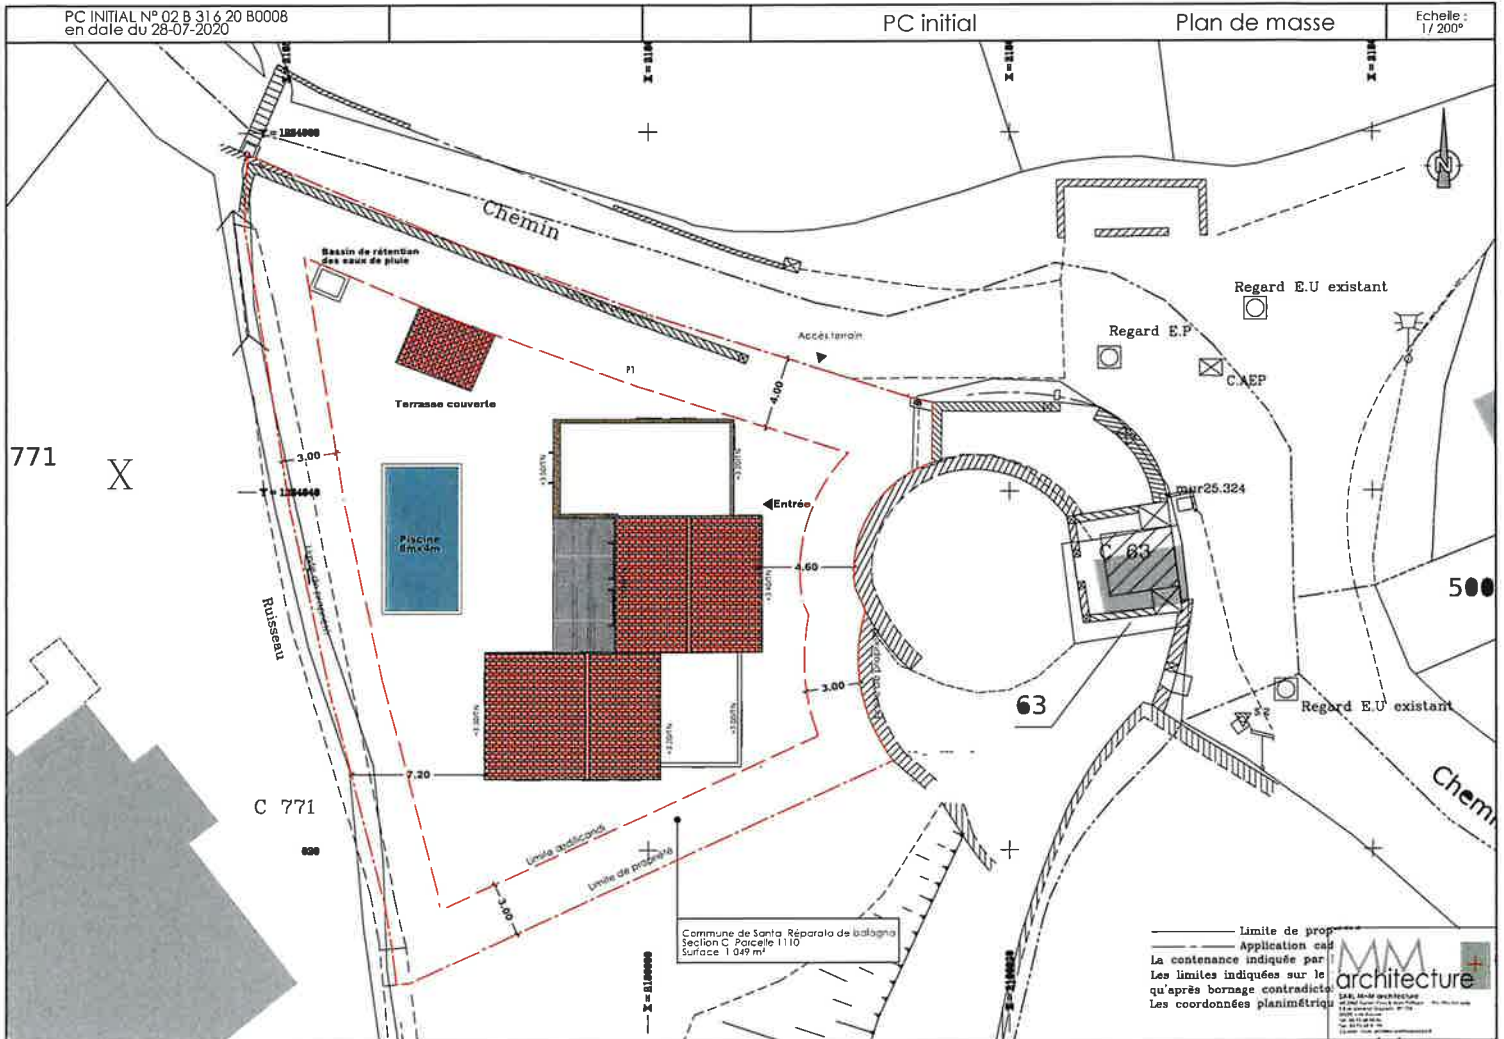 PC INITIAL N° 02 B 316 20 B0008
en date du 28-07-2020
PC initial
Plan de masse
Echelle :
1/ 200°
Chemin
Bassin de rétention
des eaux de pluie
Regard E.U existant
Regard E.P
Accès terrain
C.AEP
P1
4.00
Terrasse couverte
771
X
3.00
mur25.324
Entrée
Piscine
8mx4m
C 63
4.60
500
Ruisseau
3.00
63
Regard E.U existant
7.20
C 771
Chemi
Limite œdificandi
Limite de propriété
3.00
Commune de Santa Réparata de balagna
Section C Parcelle 1110
Surface 1 049 m²
Limite de prop
Application cad
La contenance indiquée par
Les limites indiquées sur le
qu'après bornage contradicto
Les coordonnées planimétriqu
MM
architecture